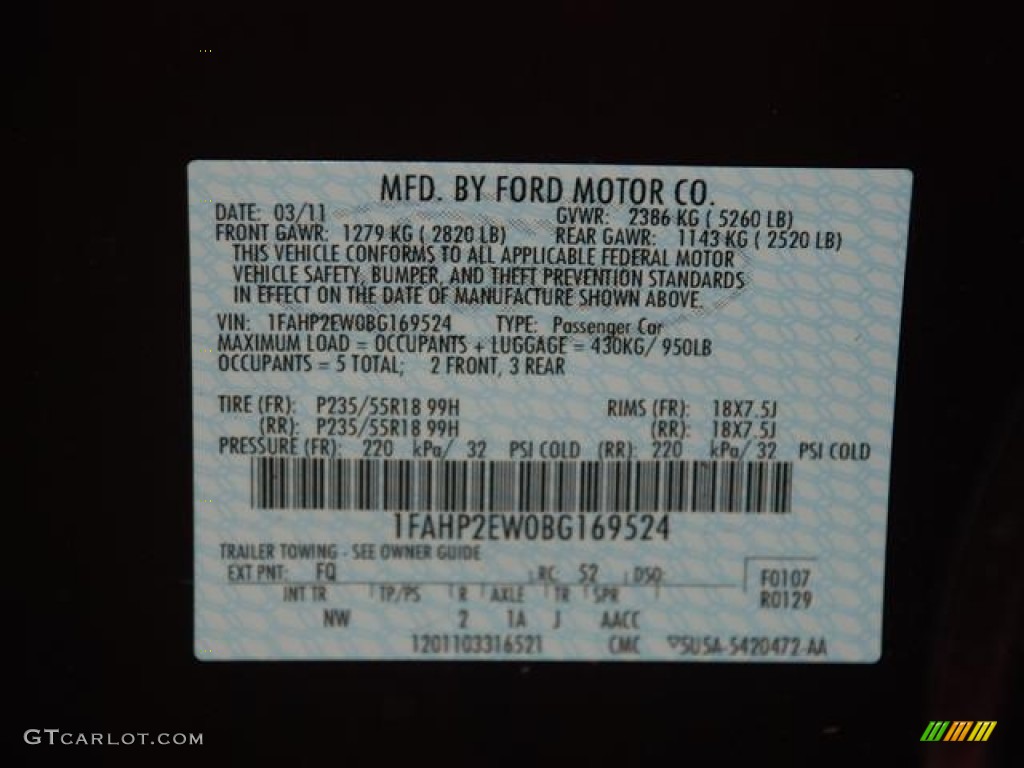 MFD. BY FORD MOTOR CO.
DATE: 03/11 GVWR: 2386 KG ( 5260 LB)
FRONT GAWR: 1279 KG ( 2820 LB) REAR GAWR: 1143 KG ( 2520 LB)
THIS VEHICLE CONFORMS TO ALL APPLICABLE FEDERAL MOTOR
VEHICLE SAFETY, BUMPER, AND THEFT PREVENTION STANDARDS
IN EFFECT ON THE DATE OF MANUFACTURE SHOWN ABOVE.
VIN: 1FAHP2EW0BG169524 TYPE: Passenger Car
MAXIMUM LOAD = OCCUPANTS + LUGGAGE = 430KG/ 950LB
OCCUPANTS = 5 TOTAL; 2 FRONT, 3 REAR
TIRE (FR): P235/55R18 99H RIMS (FR): 18X7.5J
(RR): P235/55R18 99H (RR): 18X7.5J
PRESSURE (FR): 220 kPa/ 32 PSI COLD (RR): 220 kPa/ 32 PSI COLD
1FAHP2EW0BG169524
TRAILER TOWING - SEE OWNER GUIDE
EXT PNT: FQ RC: 52 DSO: F0107
INT TR TP/PS R AXLE TR SPR R0129
NW 2 1A J AACC
1201103316521 CMC ▽5U5A-5420472-AA
GTCARLOT.COM